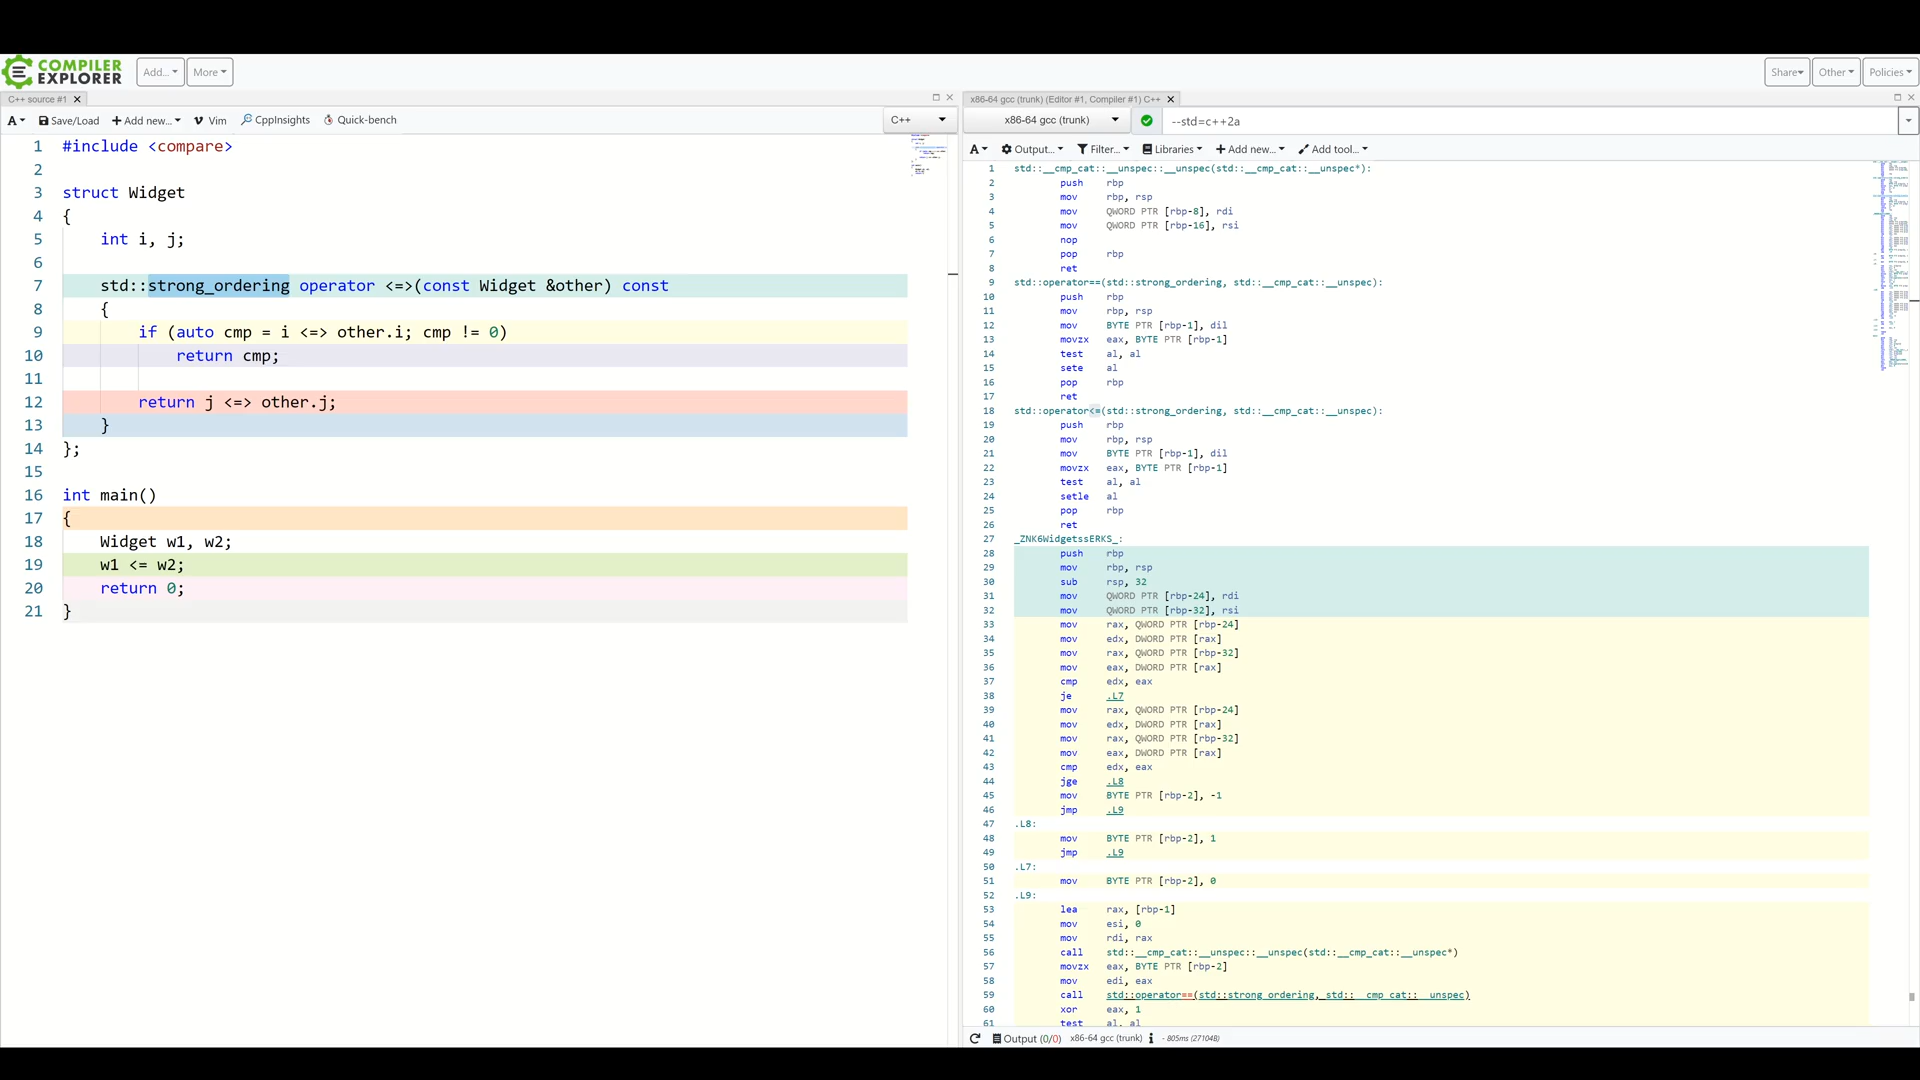 COMPILER
EXPLORER
Add...
More
Share
Other
Policies
C++ source #1
A
Save/Load
Add new...
Vim
CppInsights
Quick-bench
C++
1 #include <compare>
2
3 struct Widget
4 {
5 int i, j;
6
7 std::strong_ordering operator <=>(const Widget &other) const
8 {
9 if (auto cmp = i <=> other.i; cmp != 0)
10 return cmp;
11
12 return j <=> other.j;
13 }
14 };
15
16 int main()
17 {
18 Widget w1, w2;
19 w1 <= w2;
20 return 0;
21 }
x86-64 gcc (trunk) (Editor #1, Compiler #1) C++
x86-64 gcc (trunk)
--std=c++2a
A
Output...
Filter...
Libraries
Add new...
Add tool...
1 std::__cmp_cat::__unspec::__unspec(std::__cmp_cat::__unspec*):
2 push rbp
3 mov rbp, rsp
4 mov QWORD PTR [rbp-8], rdi
5 mov QWORD PTR [rbp-16], rsi
6 nop
7 pop rbp
8 ret
9 std::operator==(std::strong_ordering, std::__cmp_cat::__unspec):
10 push rbp
11 mov rbp, rsp
12 mov BYTE PTR [rbp-1], dil
13 movzx eax, BYTE PTR [rbp-1]
14 test al, al
15 sete al
16 pop rbp
17 ret
18 std::operator<=(std::strong_ordering, std::__cmp_cat::__unspec):
19 push rbp
20 mov rbp, rsp
21 mov BYTE PTR [rbp-1], dil
22 movzx eax, BYTE PTR [rbp-1]
23 test al, al
24 setle al
25 pop rbp
26 ret
27 _ZNK6WidgetssERKS_:
28 push rbp
29 mov rbp, rsp
30 sub rsp, 32
31 mov QWORD PTR [rbp-24], rdi
32 mov QWORD PTR [rbp-32], rsi
33 mov rax, QWORD PTR [rbp-24]
34 mov edx, DWORD PTR [rax]
35 mov rax, QWORD PTR [rbp-32]
36 mov eax, DWORD PTR [rax]
37 cmp edx, eax
38 je .L7
39 mov rax, QWORD PTR [rbp-24]
40 mov edx, DWORD PTR [rax]
41 mov rax, QWORD PTR [rbp-32]
42 mov eax, DWORD PTR [rax]
43 cmp edx, eax
44 jge .L8
45 mov BYTE PTR [rbp-2], -1
46 jmp .L9
47 .L8:
48 mov BYTE PTR [rbp-2], 1
49 jmp .L9
50 .L7:
51 mov BYTE PTR [rbp-2], 0
52 .L9:
53 lea rax, [rbp-1]
54 mov esi, 0
55 mov rdi, rax
56 call std::__cmp_cat::__unspec::__unspec(std::__cmp_cat::__unspec*)
57 movzx eax, BYTE PTR [rbp-2]
58 mov edi, eax
59 call std::operator==(std::strong_ordering, std::__cmp_cat::__unspec)
60 xor eax, 1
61 test al, al
Output (0/0) x86-64 gcc (trunk) i - 805ms (27104B)